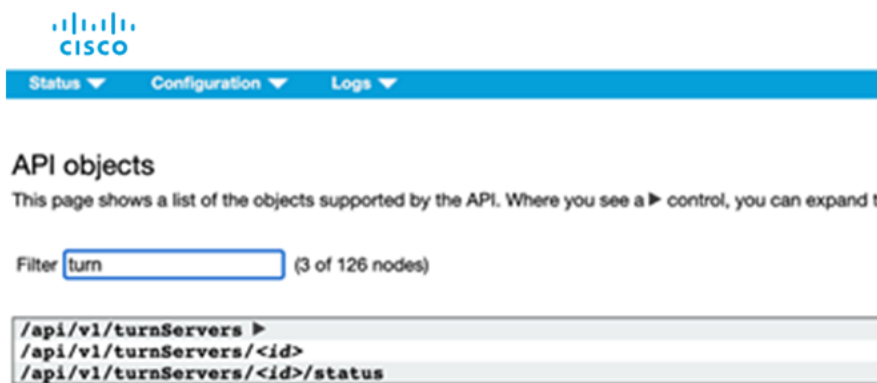 CISCO
Status Configuration Logs
API objects
This page shows a list of the objects supported by the API. Where you see a ▶ control, you can expand t
Filter turn (3 of 126 nodes)
/api/v1/turnServers ▶
/api/v1/turnServers/<id>
/api/v1/turnServers/<id>/status